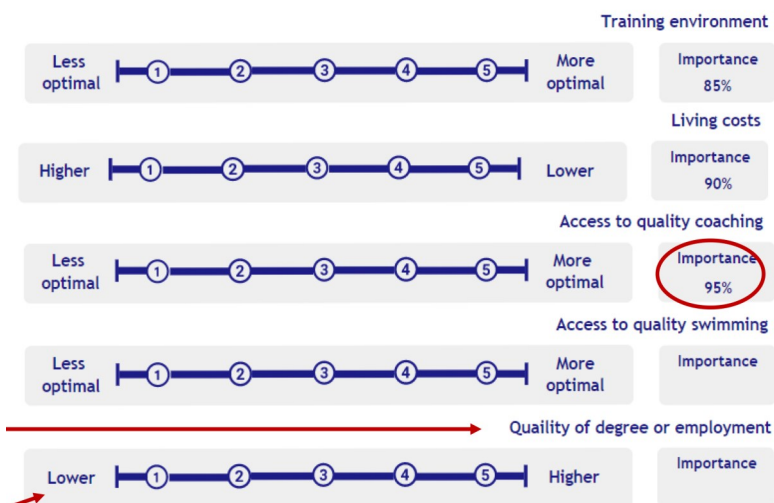 Training environment
Less optimal 1 2 3 4 5 More optimal Importance 85%
Living costs
Higher 1 2 3 4 5 Lower Importance 90%
Access to quality coaching
Less optimal 1 2 3 4 5 More optimal Importance 95%
Access to quality swimming
Less optimal 1 2 3 4 5 More optimal Importance
Quaility of degree or employment
Lower 1 2 3 4 5 Higher Importance